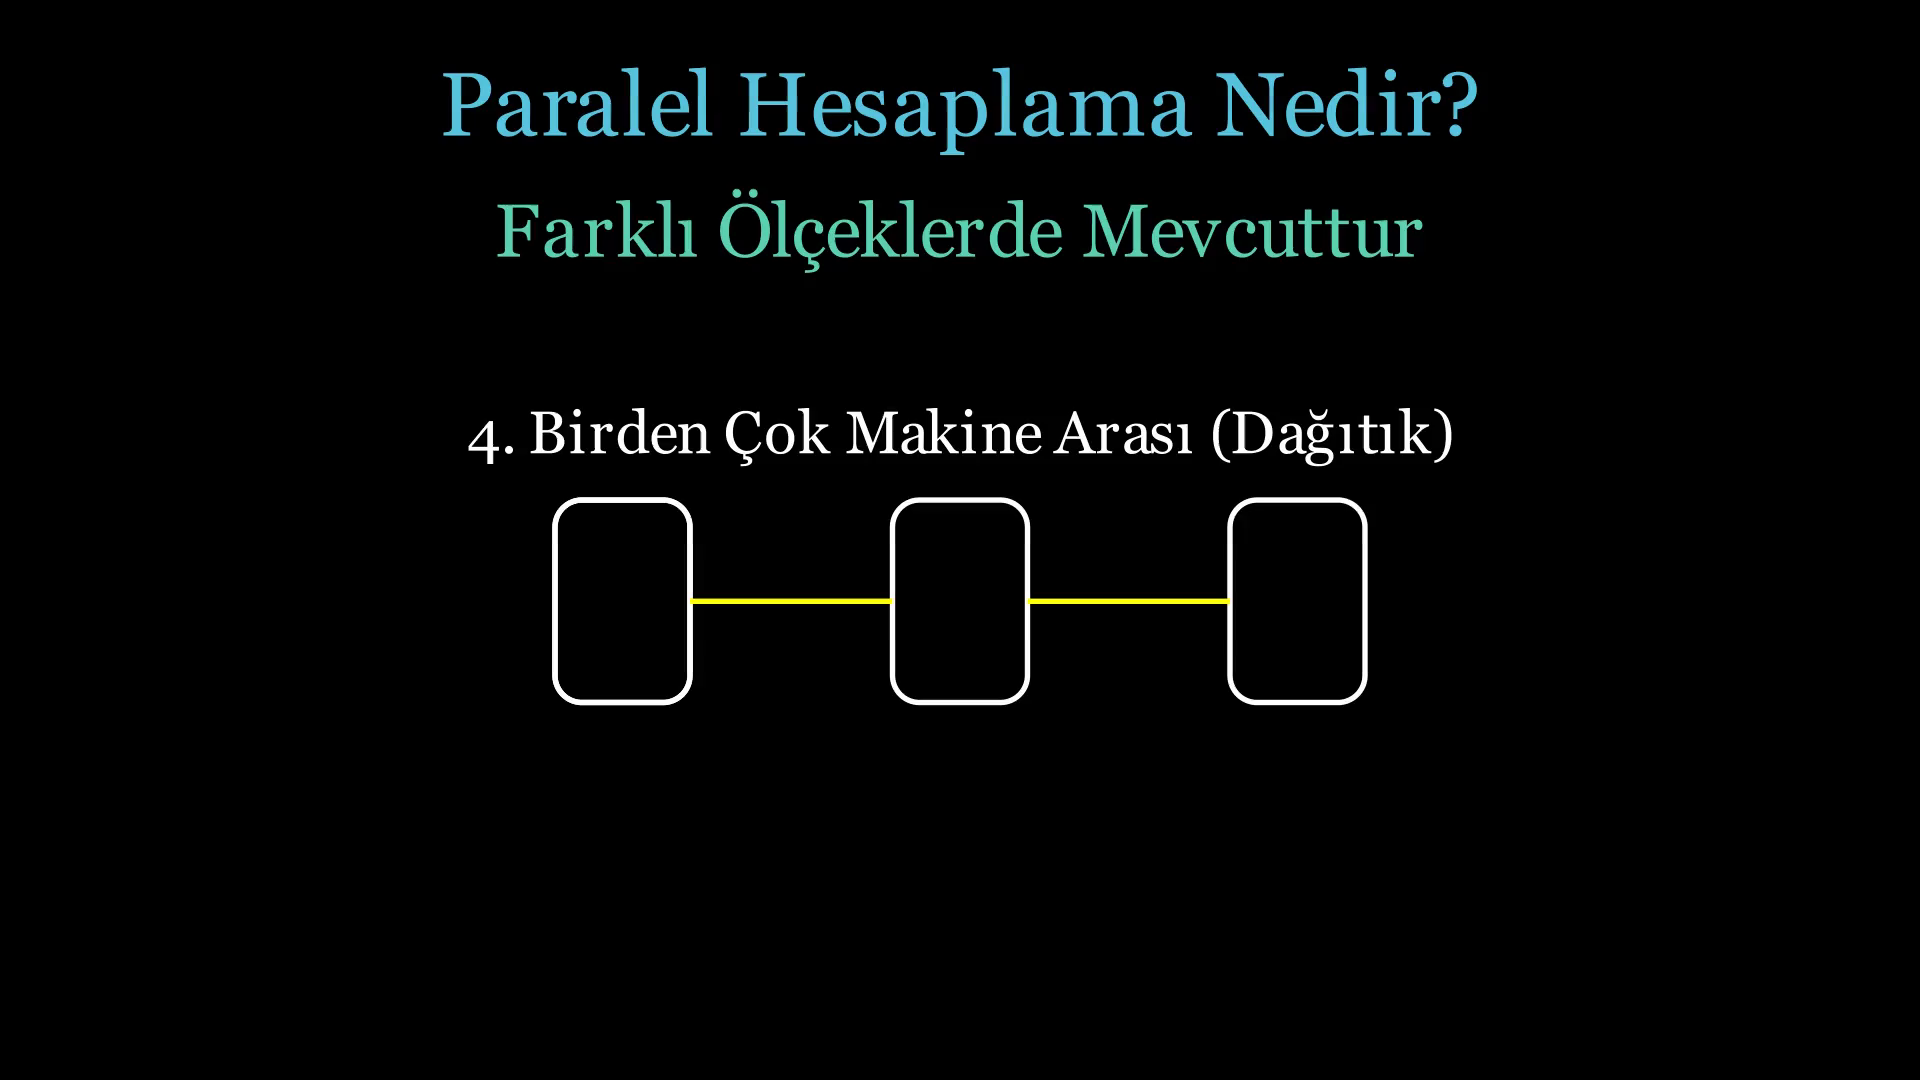 Paralel Hesaplama Nedir?
Farklı Ölçeklerde Mevcuttur
4. Birden Çok Makine Arası (Dağıtık)